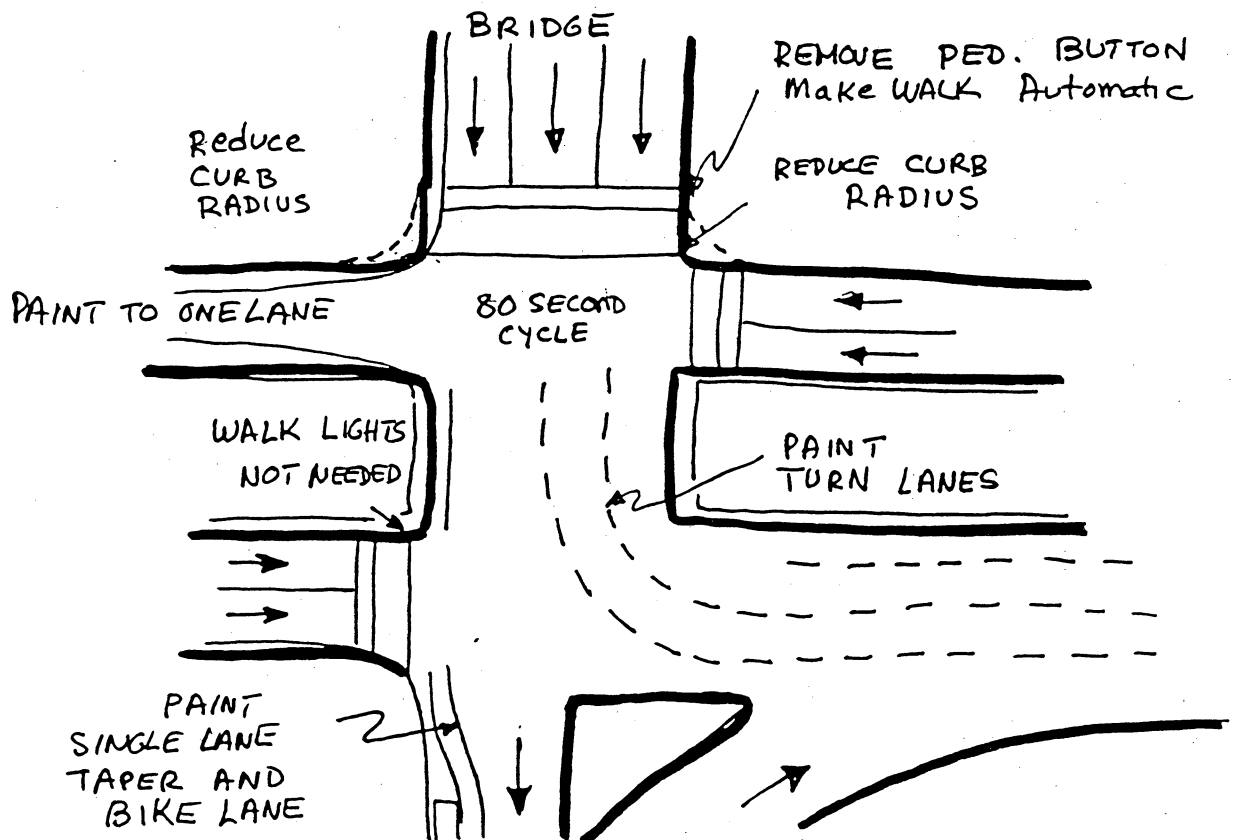 BRIDGE
REMOVE PED. BUTTON
Make WALK Automatic
Reduce
CURB
RADIUS
REDUCE CURB
RADIUS
PAINT TO ONE LANE
80 SECOND
CYCLE
WALK LIGHTS
NOT NEEDED
PAINT
TURN LANES
PAINT
SINGLE LANE
TAPER AND
BIKE LANE